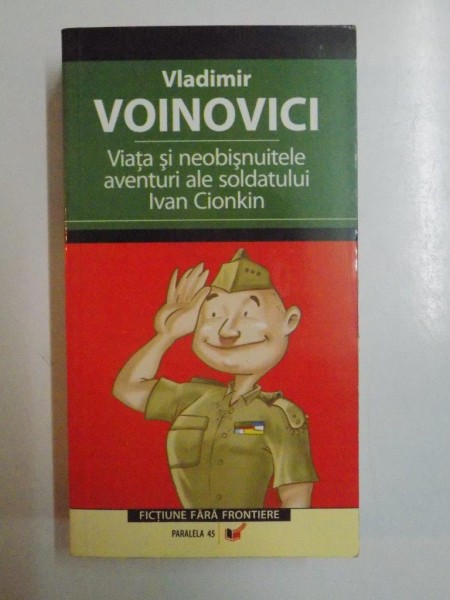 Vladimir
VOINOVICI
Viața și neobișnuitele
aventuri ale soldatului
Ivan Cionkin
FICȚIUNE FĂRĂ FRONTIERE
PARALELA 45